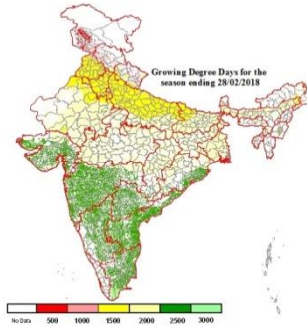 Growing Degree Days for the
season ending 28/02/2018
No Data 500 1000 1500 2000 2500 3000